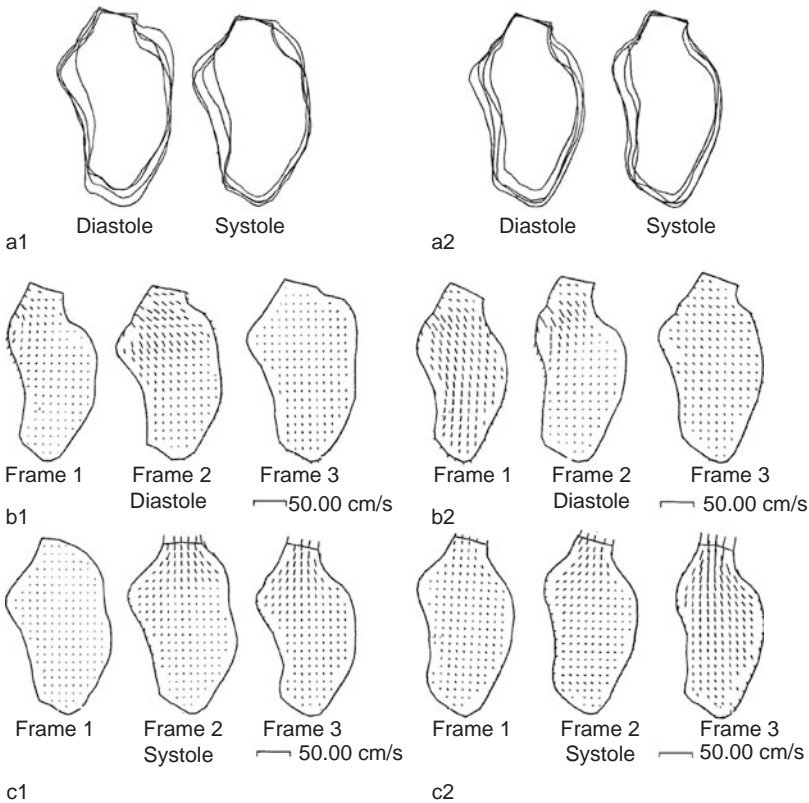 Diastole Systole Diastole Systole
a1 a2
Frame 1 Frame 2 Frame 3 Frame 1 Frame 2 Frame 3
Diastole Diastole
b1 50.00 cm/s b2 50.00 cm/s
Frame 1 Frame 2 Frame 3 Frame 1 Frame 2 Frame 3
Systole 50.00 cm/s Systole 50.00 cm/s
c1 c2